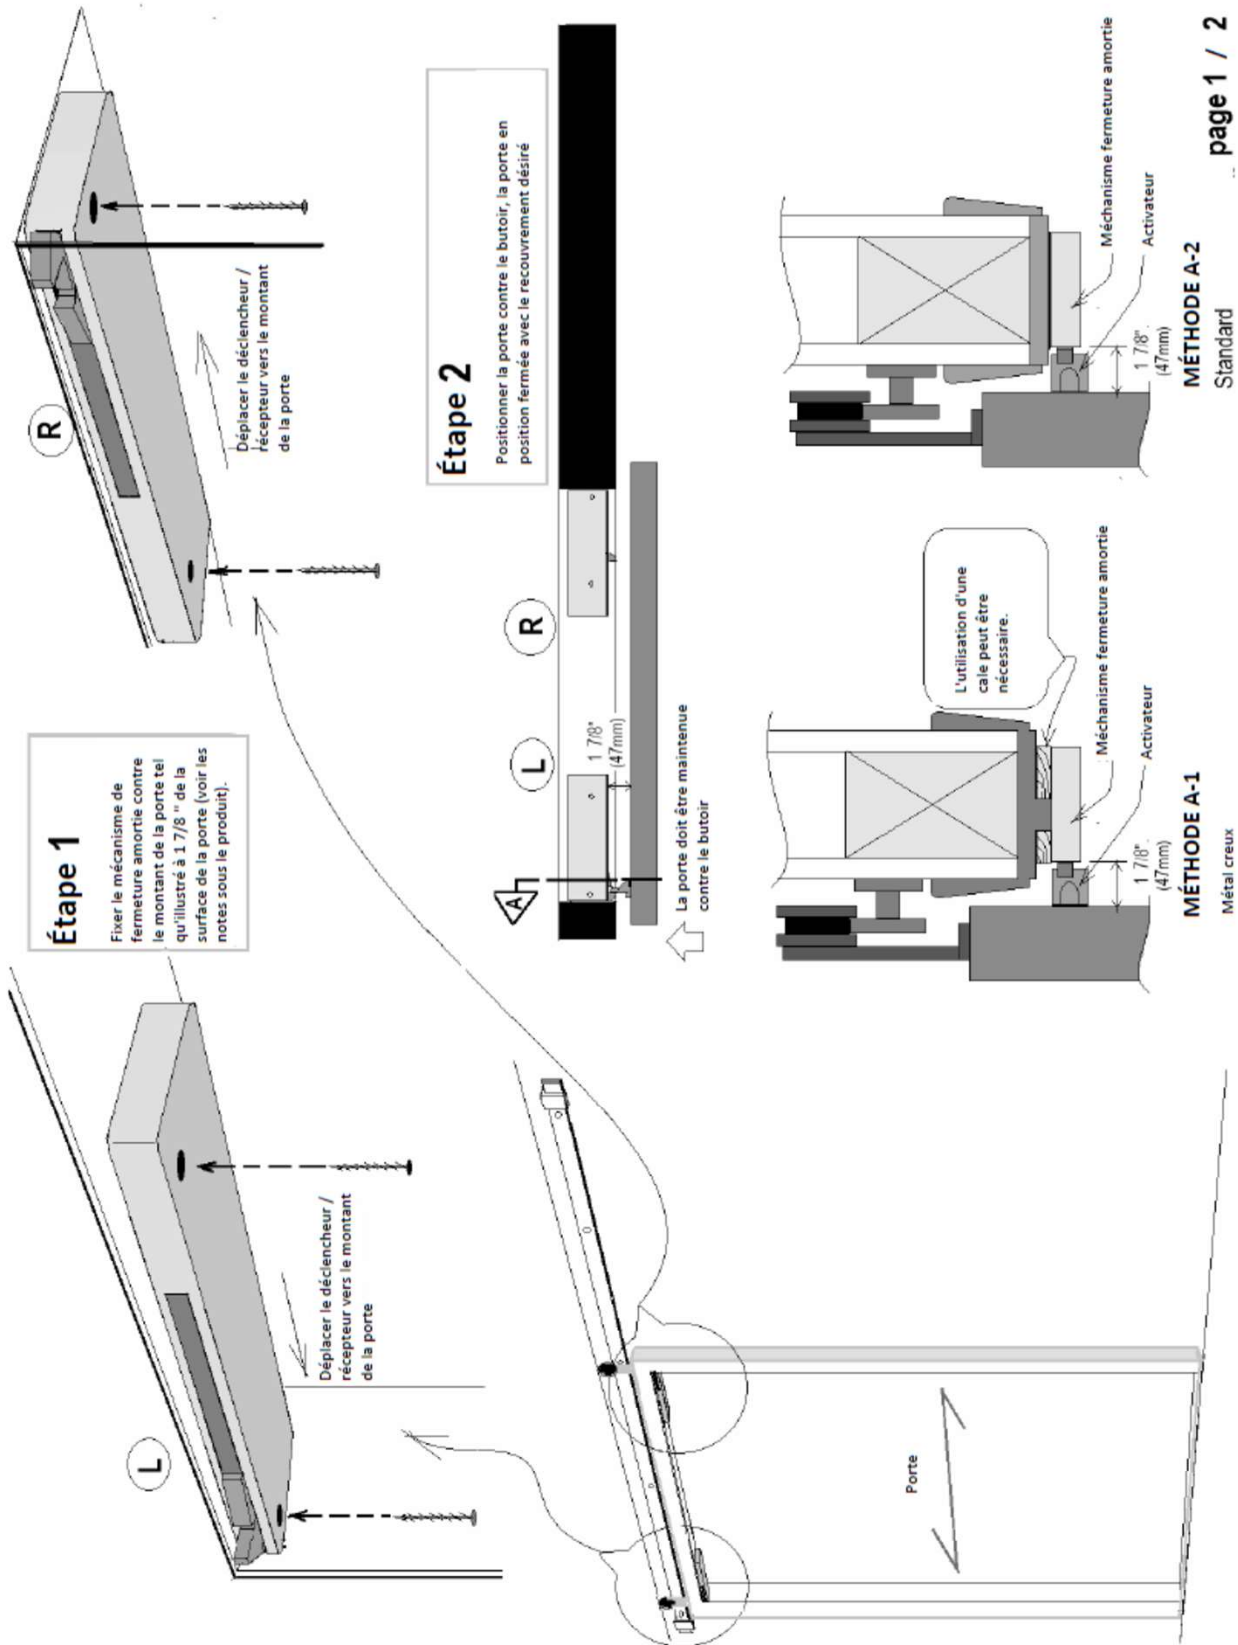 Étape 1
Fixer le mécanisme de
fermeture amortie contre
le montant de la porte tel
qu'illustré à 1 7/8 " de la
surface de la porte (voir les
notes sous le produit).
L
Déplacer le déclencheur /
récepteur vers le montant
de la porte
R
Déplacer le déclencheur /
récepteur vers le montant
de la porte
Porte
Étape 2
Positionner la porte contre le butoir, la porte en
position fermée avec le recouvrement désiré
A
L
R
1 7/8"
(47mm)
La porte doit être maintenue
contre le butoir
L'utilisation d'une
cale peut être
nécessaire.
1 7/8"
(47mm)
Méchanisme fermeture amortie
Activateur
MÉTHODE A-1
Métal creux
1 7/8"
(47mm)
Méchanisme fermeture amortie
Activateur
MÉTHODE A-2
Standard
page 1 / 2